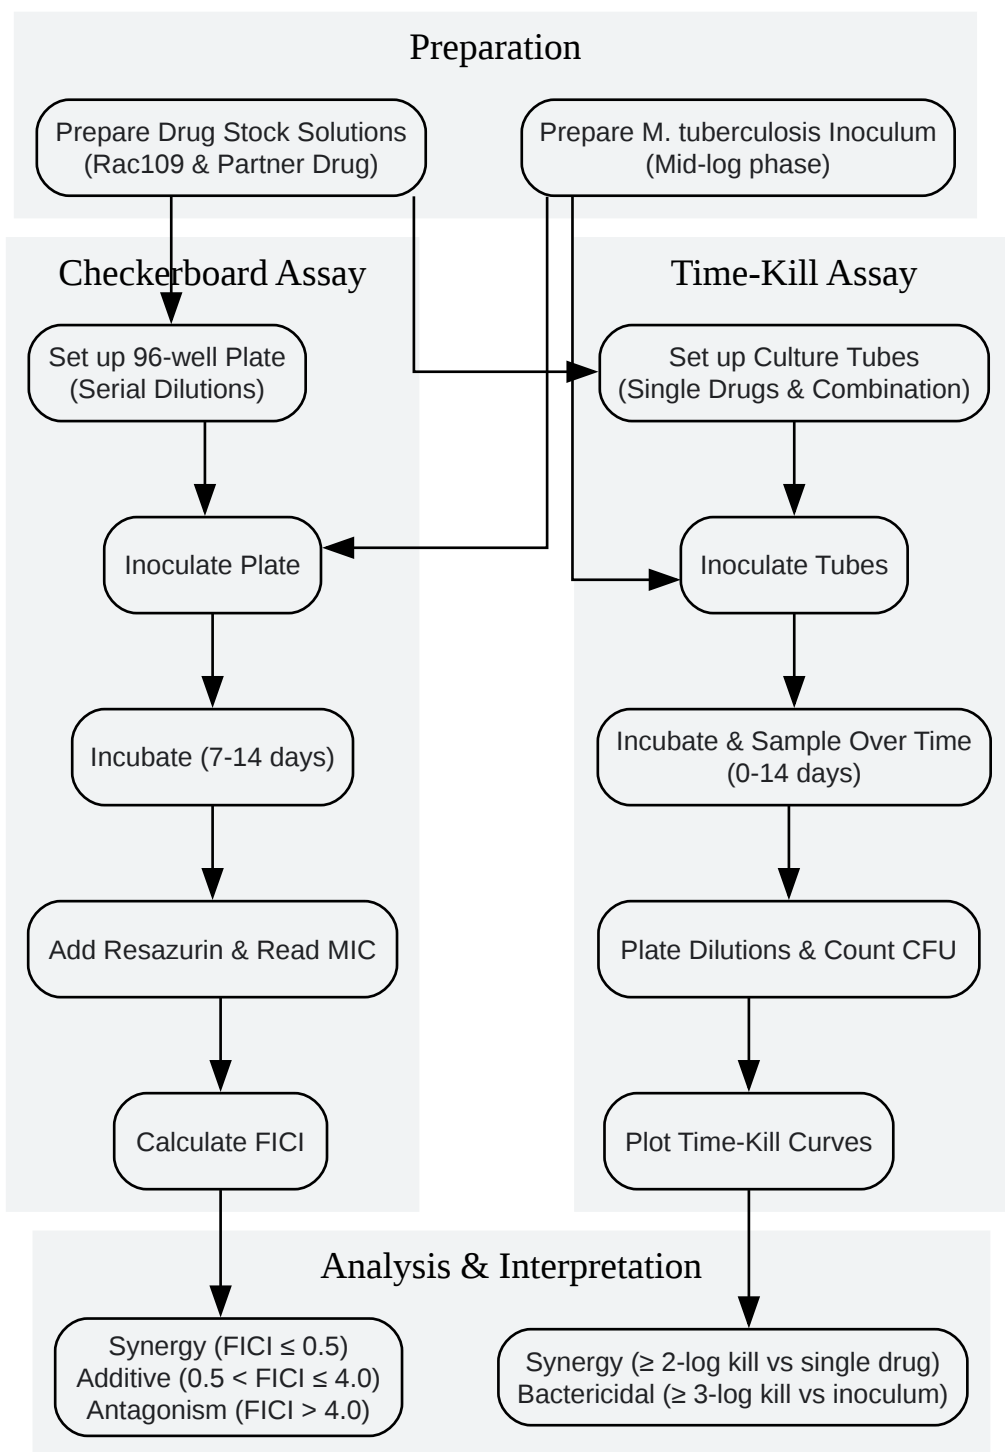 Preparation
Prepare Drug Stock Solutions
(Rac109 & Partner Drug)
Prepare M. tuberculosis Inoculum
(Mid-log phase)
Checkerboard Assay
Set up 96-well Plate
(Serial Dilutions)
Inoculate Plate
Incubate (7-14 days)
Add Resazurin & Read MIC
Calculate FICI
Time-Kill Assay
Set up Culture Tubes
(Single Drugs & Combination)
Inoculate Tubes
Incubate & Sample Over Time
(0-14 days)
Plate Dilutions & Count CFU
Plot Time-Kill Curves
Analysis & Interpretation
Synergy (FICI ≤ 0.5)
Additive (0.5 < FICI ≤ 4.0)
Antagonism (FICI > 4.0)
Synergy (≥ 2-log kill vs single drug)
Bactericidal (≥ 3-log kill vs inoculum)